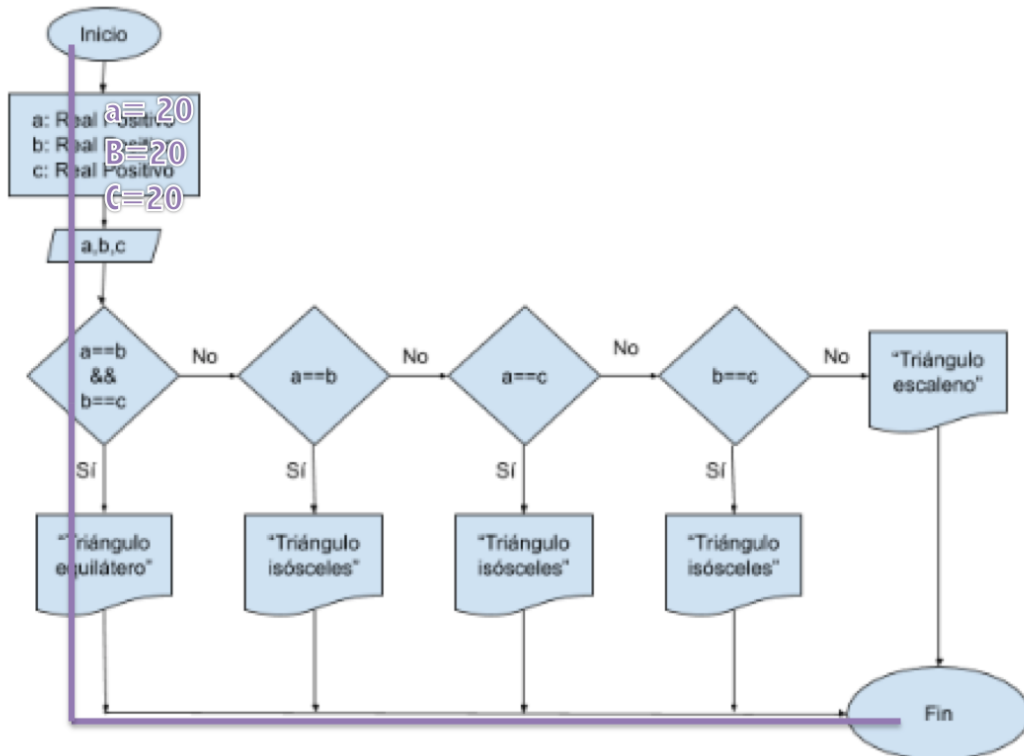 Inicio
a: Real Positivo
b: Real Positivo
c: Real Positivo
a= 20
B=20
C=20
a,b,c
a==b
&&
b==c
No
a==b
No
a==c
No
b==c
No
“Triángulo
escaleno”
Sí
Sí
Sí
Sí
“Triángulo
equilátero”
“Triángulo
isósceles”
“Triángulo
isósceles”
“Triángulo
isósceles”
Fin